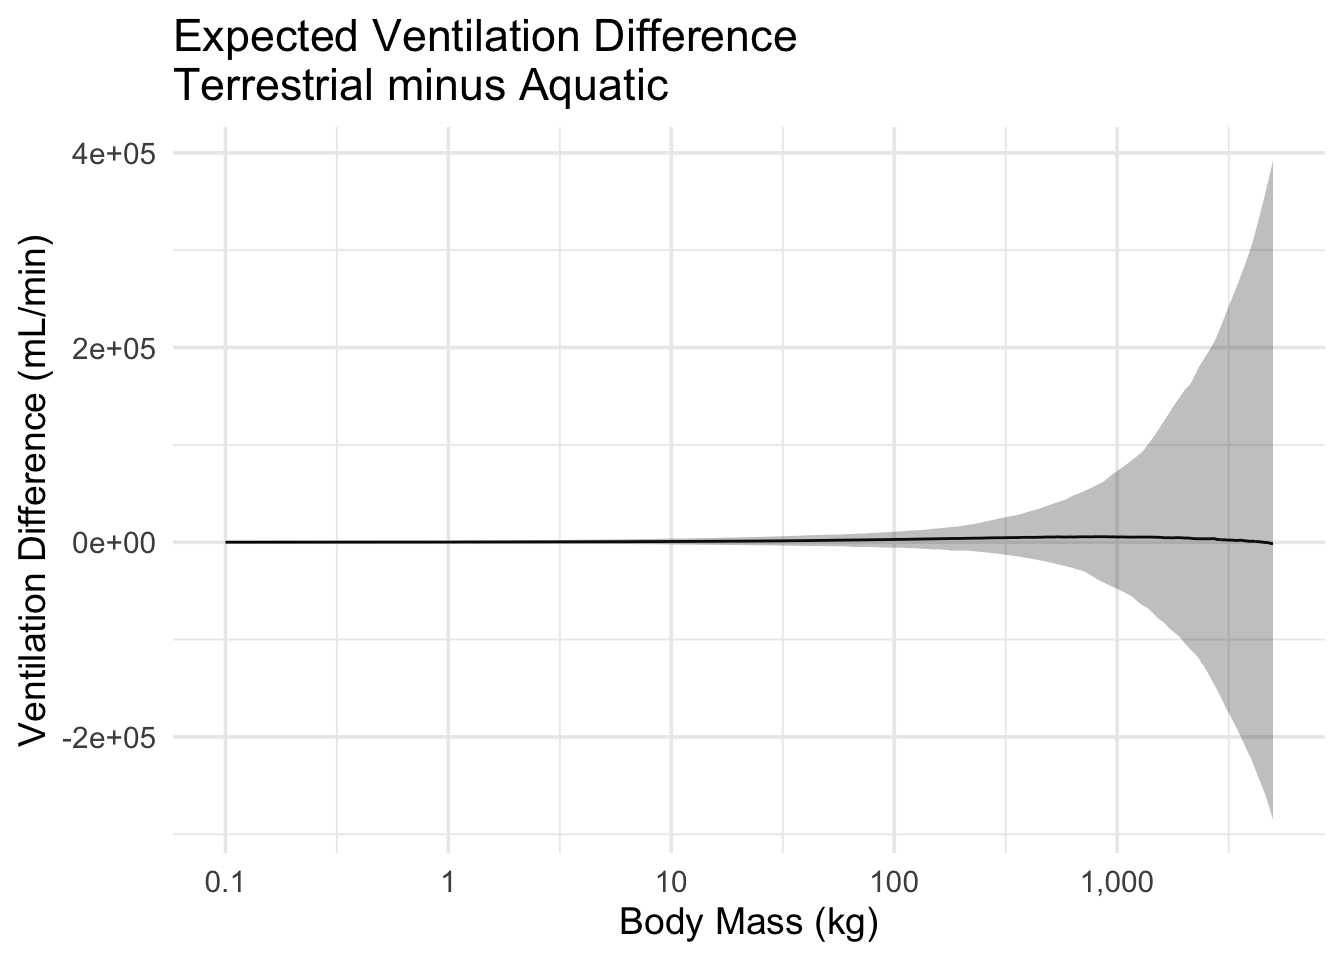 Expected Ventilation Difference
Terrestrial minus Aquatic
4e+05
2e+05
0e+00
-2e+05
Ventilation Difference (mL/min)
0.1
1
10
100
1,000
Body Mass (kg)